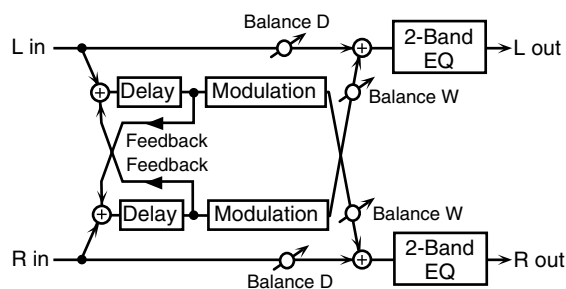 Balance D
L in
2-Band
EQ
L out
Delay
Modulation
Balance W
Feedback
Feedback
Delay
Modulation
Balance W
R in
2-Band
EQ
R out
Balance D